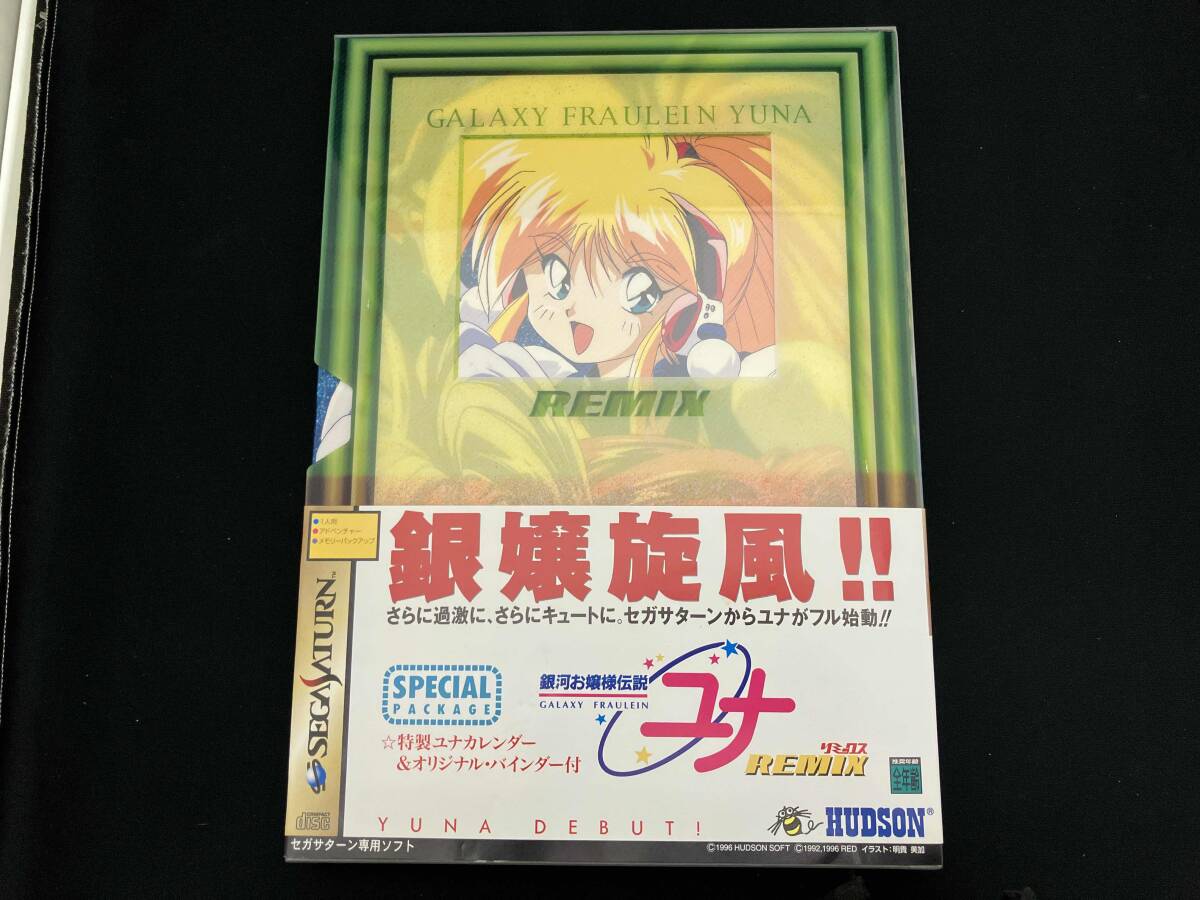 GALAXY FRAULEIN YUNA
REMIX
1人用
アドベンチャー
メモリーバックアップ
銀嬢旋風!!
さらに過激に、さらにキュートに。セガサターンからユナがフル始動!!
SEGA SATURN™
SPECIAL
PACKAGE
☆特製ユナカレンダー
&オリジナル・バインダー付
銀河お嬢様伝説
GALAXY FRAULEIN
ユナ
リミックス
REMIX
推奨年齢
全年齢
YUNA DEBUT!
HUDSON®
COMPACT
disc
セガサターン専用ソフト
©1996 HUDSON SOFT ©1992,1996 RED イラスト:明貴 美加